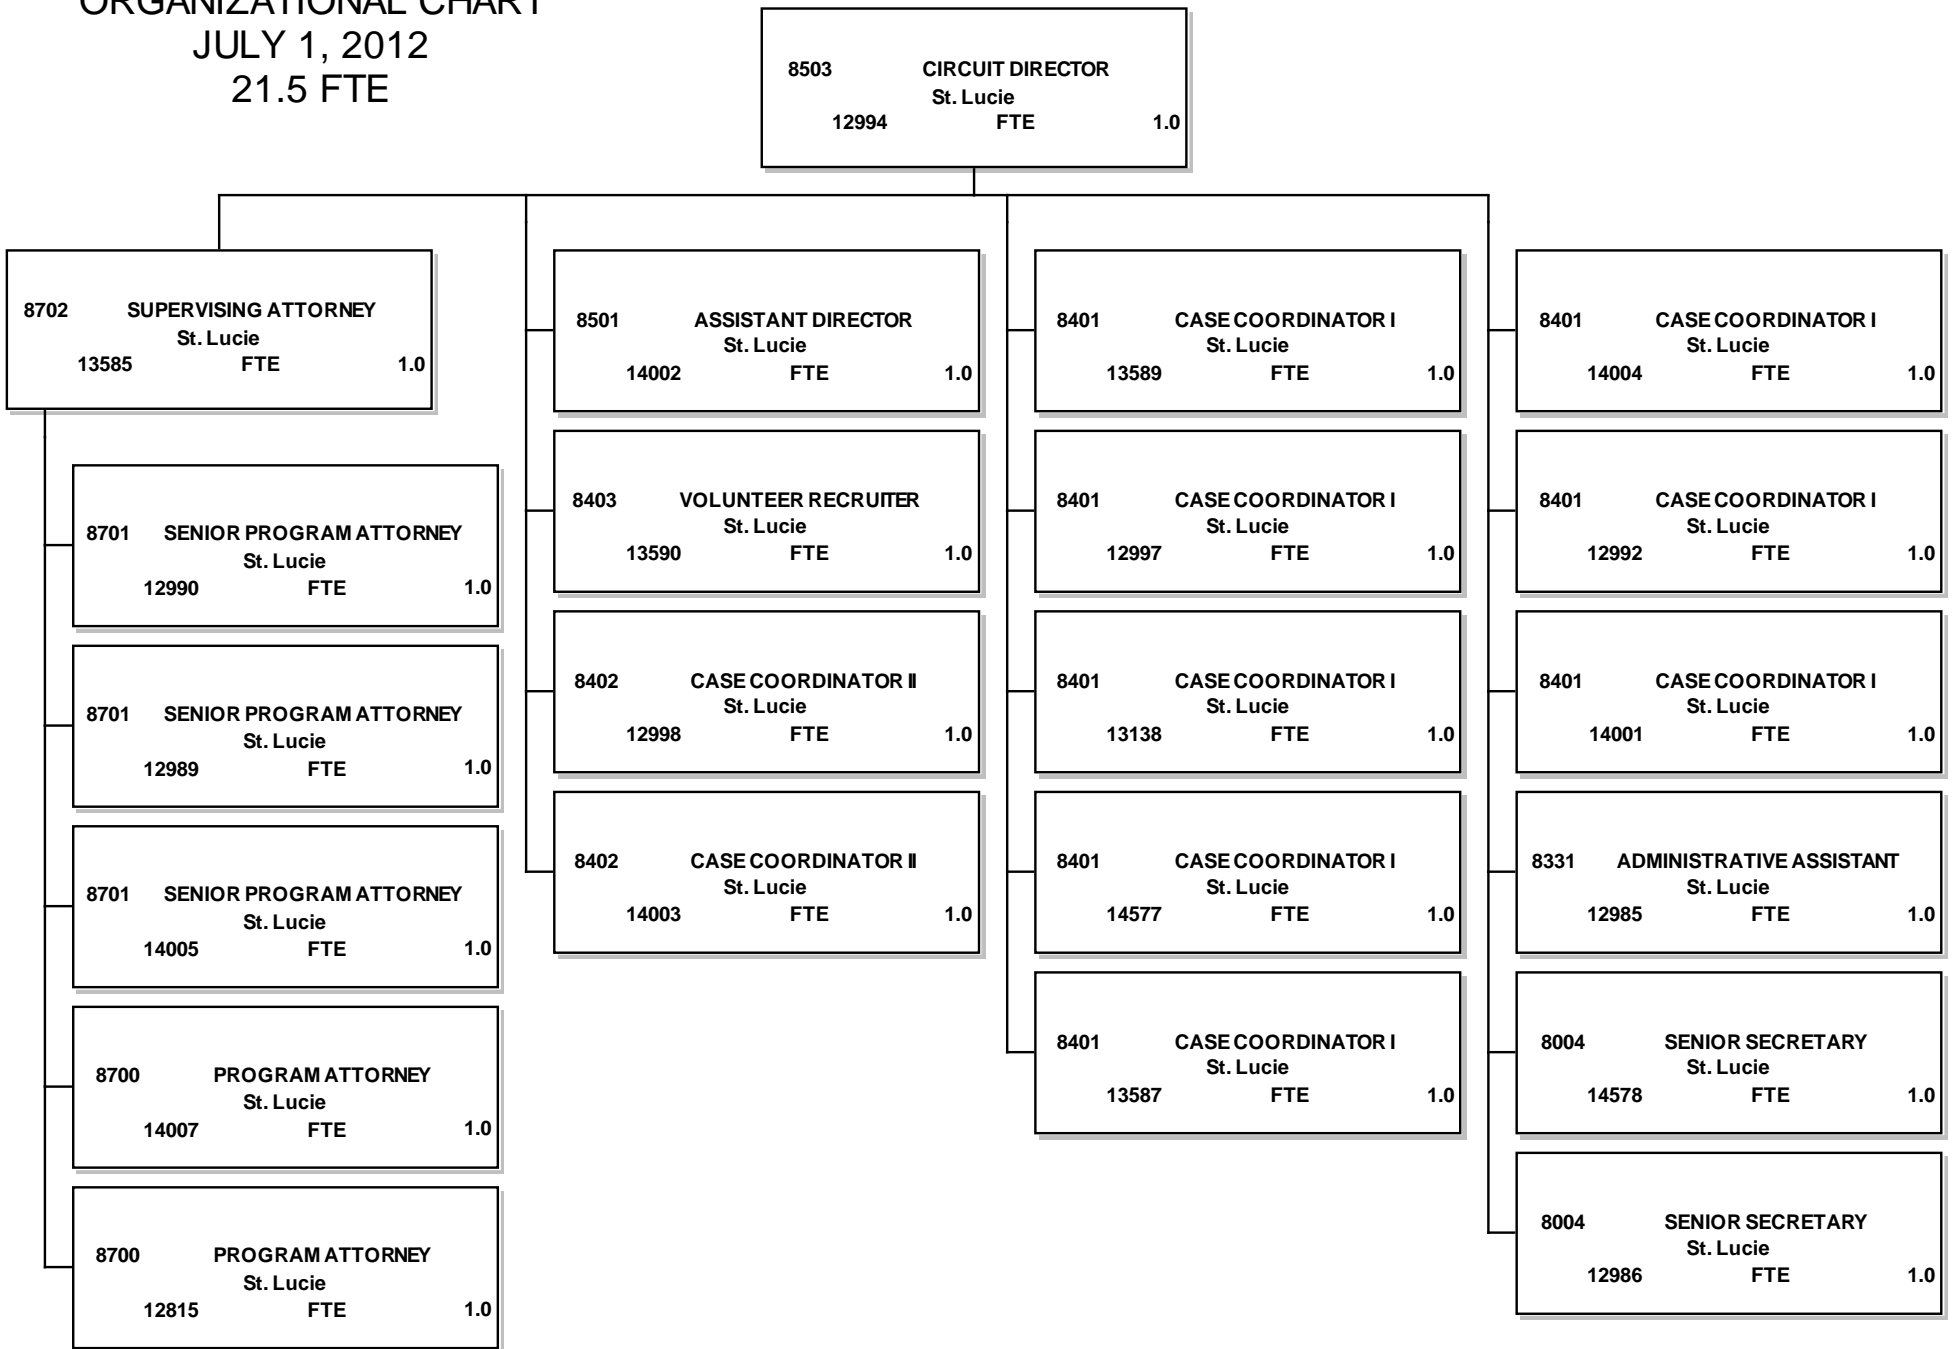 ORGANIZATIONAL CHART
JULY 1, 2012
21.5 FTE
8503 CIRCUIT DIRECTOR
St. Lucie
12994 FTE 1.0
8702 SUPERVISING ATTORNEY
St. Lucie
13585 FTE 1.0
8701 SENIOR PROGRAM ATTORNEY
St. Lucie
12990 FTE 1.0
8701 SENIOR PROGRAM ATTORNEY
St. Lucie
12989 FTE 1.0
8701 SENIOR PROGRAM ATTORNEY
St. Lucie
14005 FTE 1.0
8700 PROGRAM ATTORNEY
St. Lucie
14007 FTE 1.0
8700 PROGRAM ATTORNEY
St. Lucie
12815 FTE 1.0
8501 ASSISTANT DIRECTOR
St. Lucie
14002 FTE 1.0
8403 VOLUNTEER RECRUITER
St. Lucie
13590 FTE 1.0
8402 CASE COORDINATOR II
St. Lucie
12998 FTE 1.0
8402 CASE COORDINATOR II
St. Lucie
14003 FTE 1.0
8401 CASE COORDINATOR I
St. Lucie
13589 FTE 1.0
8401 CASE COORDINATOR I
St. Lucie
12997 FTE 1.0
8401 CASE COORDINATOR I
St. Lucie
13138 FTE 1.0
8401 CASE COORDINATOR I
St. Lucie
14577 FTE 1.0
8401 CASE COORDINATOR I
St. Lucie
13587 FTE 1.0
8401 CASE COORDINATOR I
St. Lucie
14004 FTE 1.0
8401 CASE COORDINATOR I
St. Lucie
12992 FTE 1.0
8401 CASE COORDINATOR I
St. Lucie
14001 FTE 1.0
8331 ADMINISTRATIVE ASSISTANT
St. Lucie
12985 FTE 1.0
8004 SENIOR SECRETARY
St. Lucie
14578 FTE 1.0
8004 SENIOR SECRETARY
St. Lucie
12986 FTE 1.0